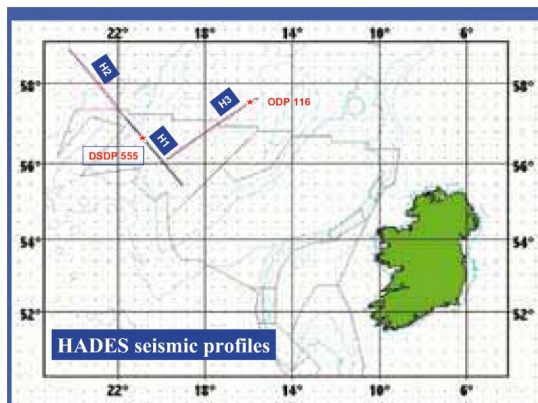 22° 18° 14° 10° 6°
58° 58°
H2
H3
ODP 116
H1
DSDP 555
56° 56°
54° 54°
52° 52°
HADES seismic profiles
22° 18° 14° 10° 6°